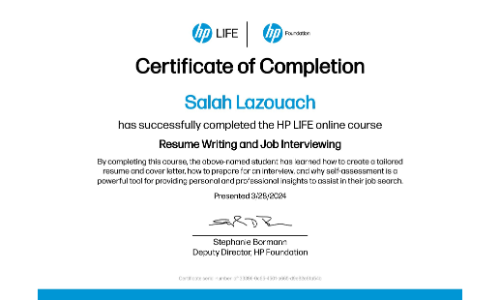 hp LIFE hp Foundation
Certificate of Completion
Salah Lazouach
has successfully completed the HP LIFE online course
Resume Writing and Job Interviewing
By completing this course, the above-named student has learned how to create a tailored
resume and cover letter, how to prepare for an interview, and why self-assessment is a
powerful tool for providing personal and professional insights to assist in their job search.
Presented 3/25/2024
Stephanie Bormann
Deputy Director, HP Foundation
Certificate serial number: